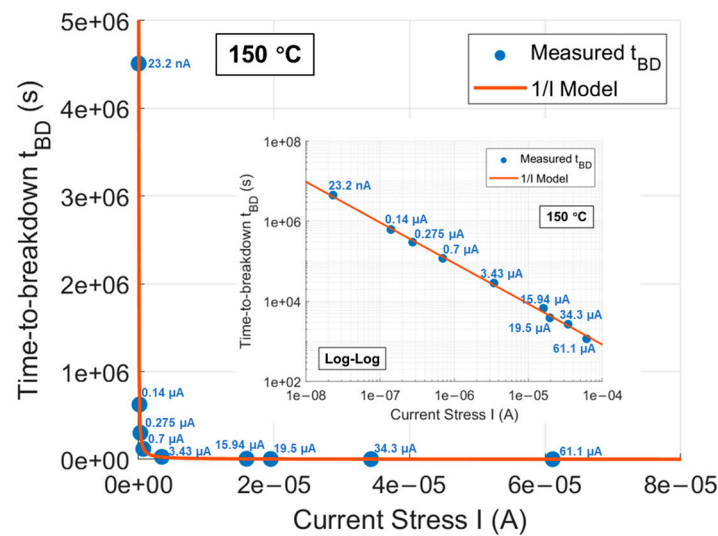 5e+06
4e+06
3e+06
2e+06
1e+06
0e+00
Time-to-breakdown t_BD (s)
150 °C
Measured t_BD
1/I Model
23.2 nA
0.14 µA
0.275 µA
0.7 µA
3.43 µA
15.94 µA
19.5 µA
34.3 µA
61.1 µA
0e+00
2e-05
4e-05
6e-05
8e-05
Current Stress I (A)
1e+08
1e+06
1e+04
1e+02
Time-to-breakdown t_BD (s)
Measured t_BD
1/I Model
150 °C
23.2 nA
0.14 µA
0.275 µA
0.7 µA
3.43 µA
15.94 µA
34.3 µA
19.5 µA
61.1 µA
Log-Log
1e−08
1e−07
1e−06
1e−05
1e−04
Current Stress I (A)